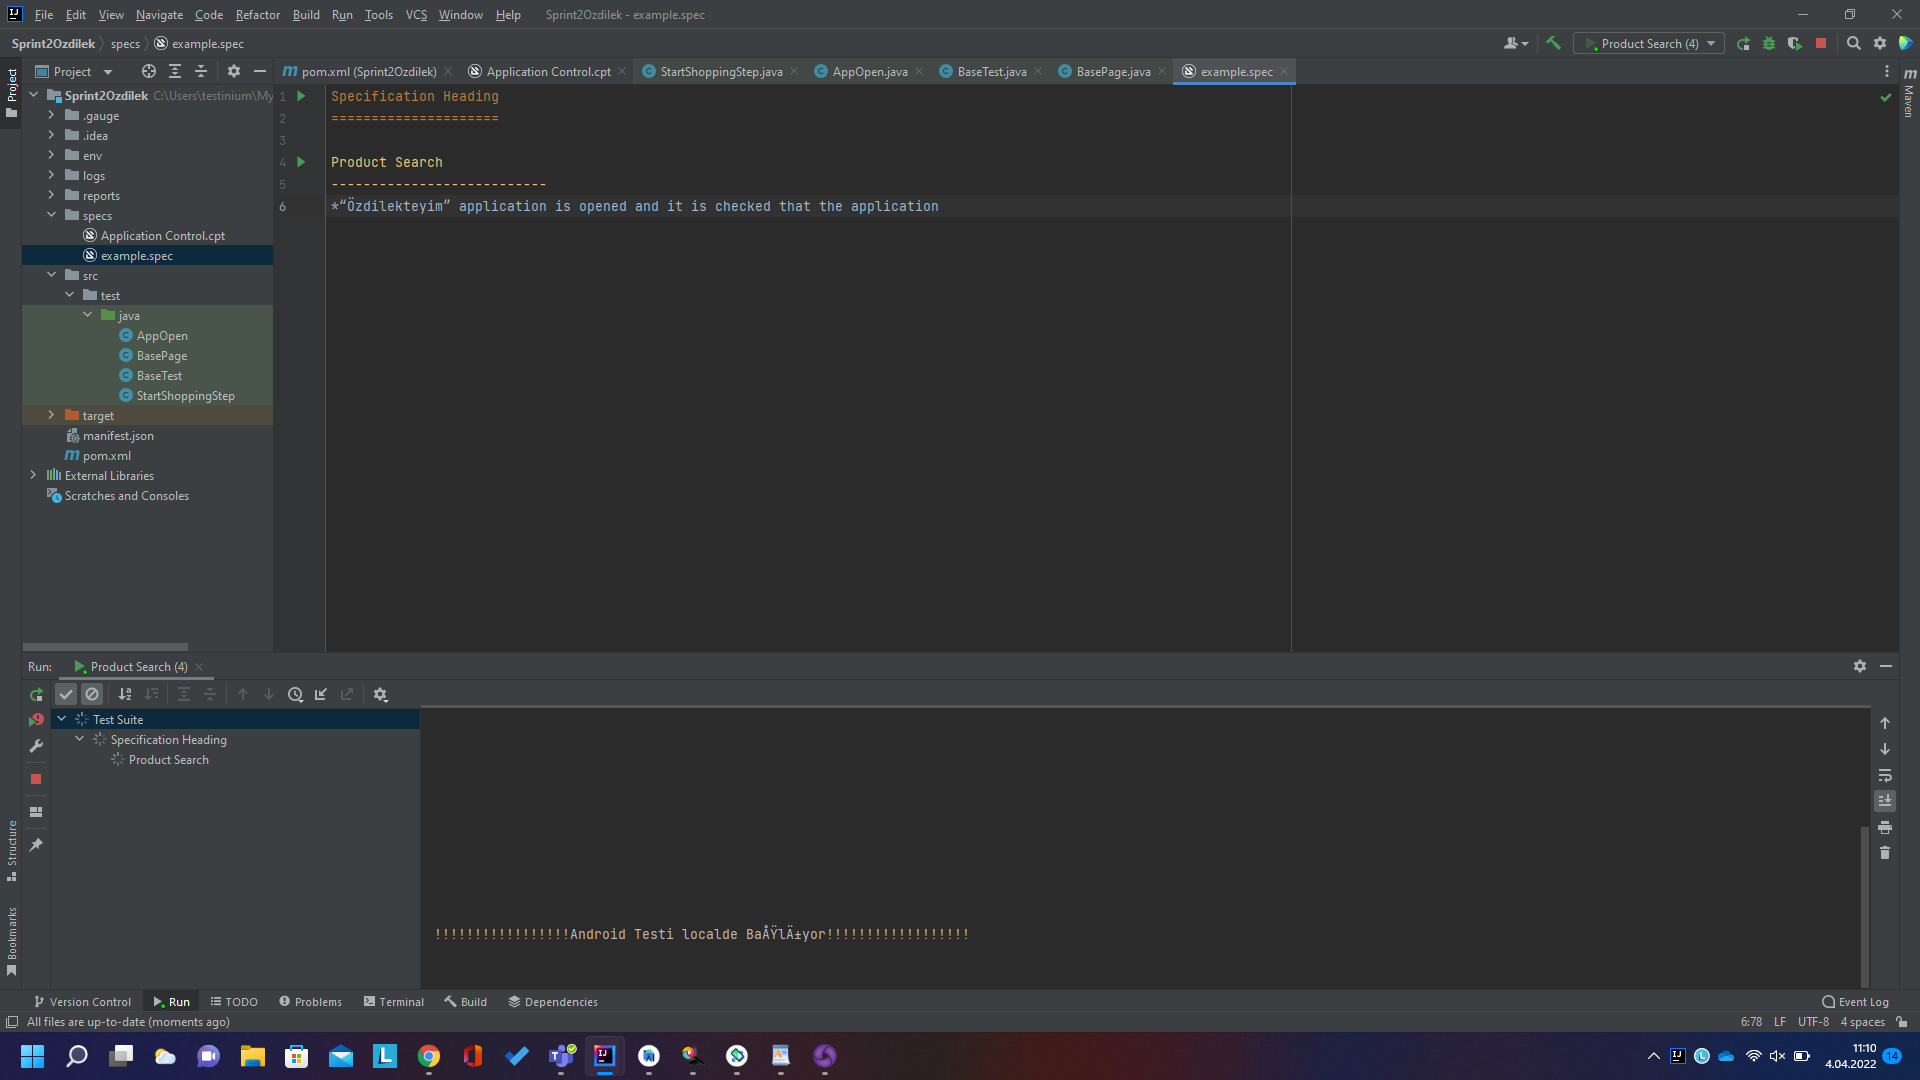 File Edit View Navigate Code Refactor Build Run Tools VCS Window Help Sprint2Ozdilek - example.spec
Sprint2Ozdilek specs example.spec Product Search (4)
Project
Project
pom.xml (Sprint2Ozdilek) Application Control.cpt StartShoppingStep.java AppOpen.java BaseTest.java BasePage.java example.spec
Maven
Sprint2Ozdilek C:\Users\testinium\My
.gauge
.idea
env
logs
reports
specs
Application Control.cpt
example.spec
src
test
java
AppOpen
BasePage
BaseTest
StartShoppingStep
target
manifest.json
pom.xml
External Libraries
Scratches and Consoles
1 Specification Heading
2 =====================
3
4 Product Search
5 ---------------------------
6 *“Özdilekteyim” application is opened and it is checked that the application
Run: Product Search (4)
Test Suite
Specification Heading
Product Search
!!!!!!!!!!!!!!!!!Android Testi localde BaÅŸlÄ±yor!!!!!!!!!!!!!!!!!!
Structure
Bookmarks
Version Control Run TODO Problems Terminal Build Dependencies Event Log
All files are up-to-date (moments ago) 6:78 LF UTF-8 4 spaces
11:10
4.04.2022
14